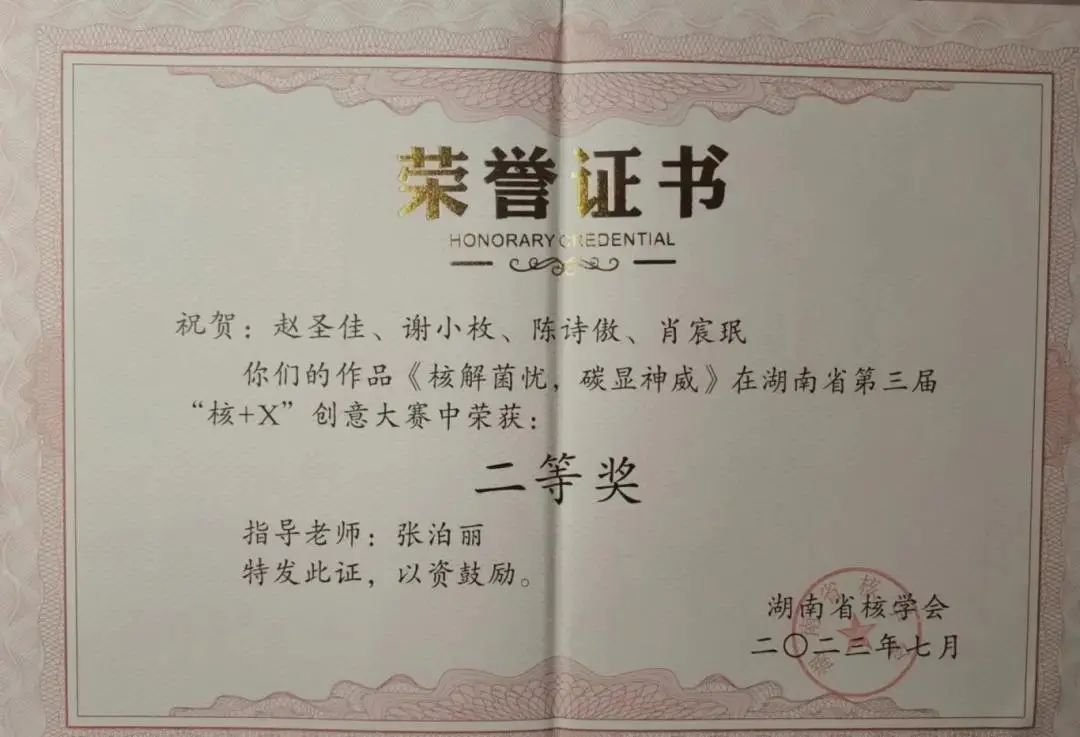 荣誉证书
HONORARY CREDENTIAL
祝贺：赵圣佳、谢小枚、陈诗傲、肖宸珉
你们的作品《核解菌忧，碳显神威》在湖南省第三届
“核+X”创意大赛中荣获：
二等奖
指导老师：张泊丽
特发此证，以资鼓励。
湖南省核学会
二〇二三年七月